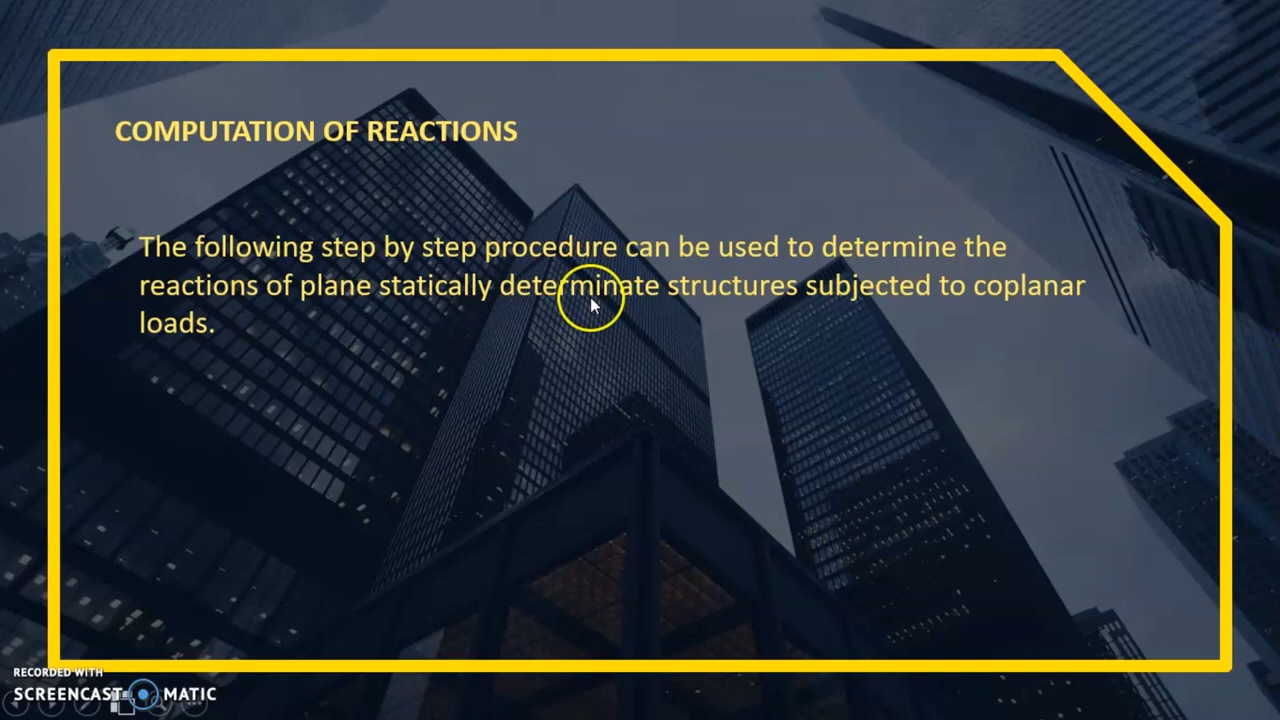 COMPUTATION OF REACTIONS
The following step by step procedure can be used to determine the
reactions of plane statically determinate structures subjected to coplanar
loads.
RECORDED WITH
SCREENCAST MATIC